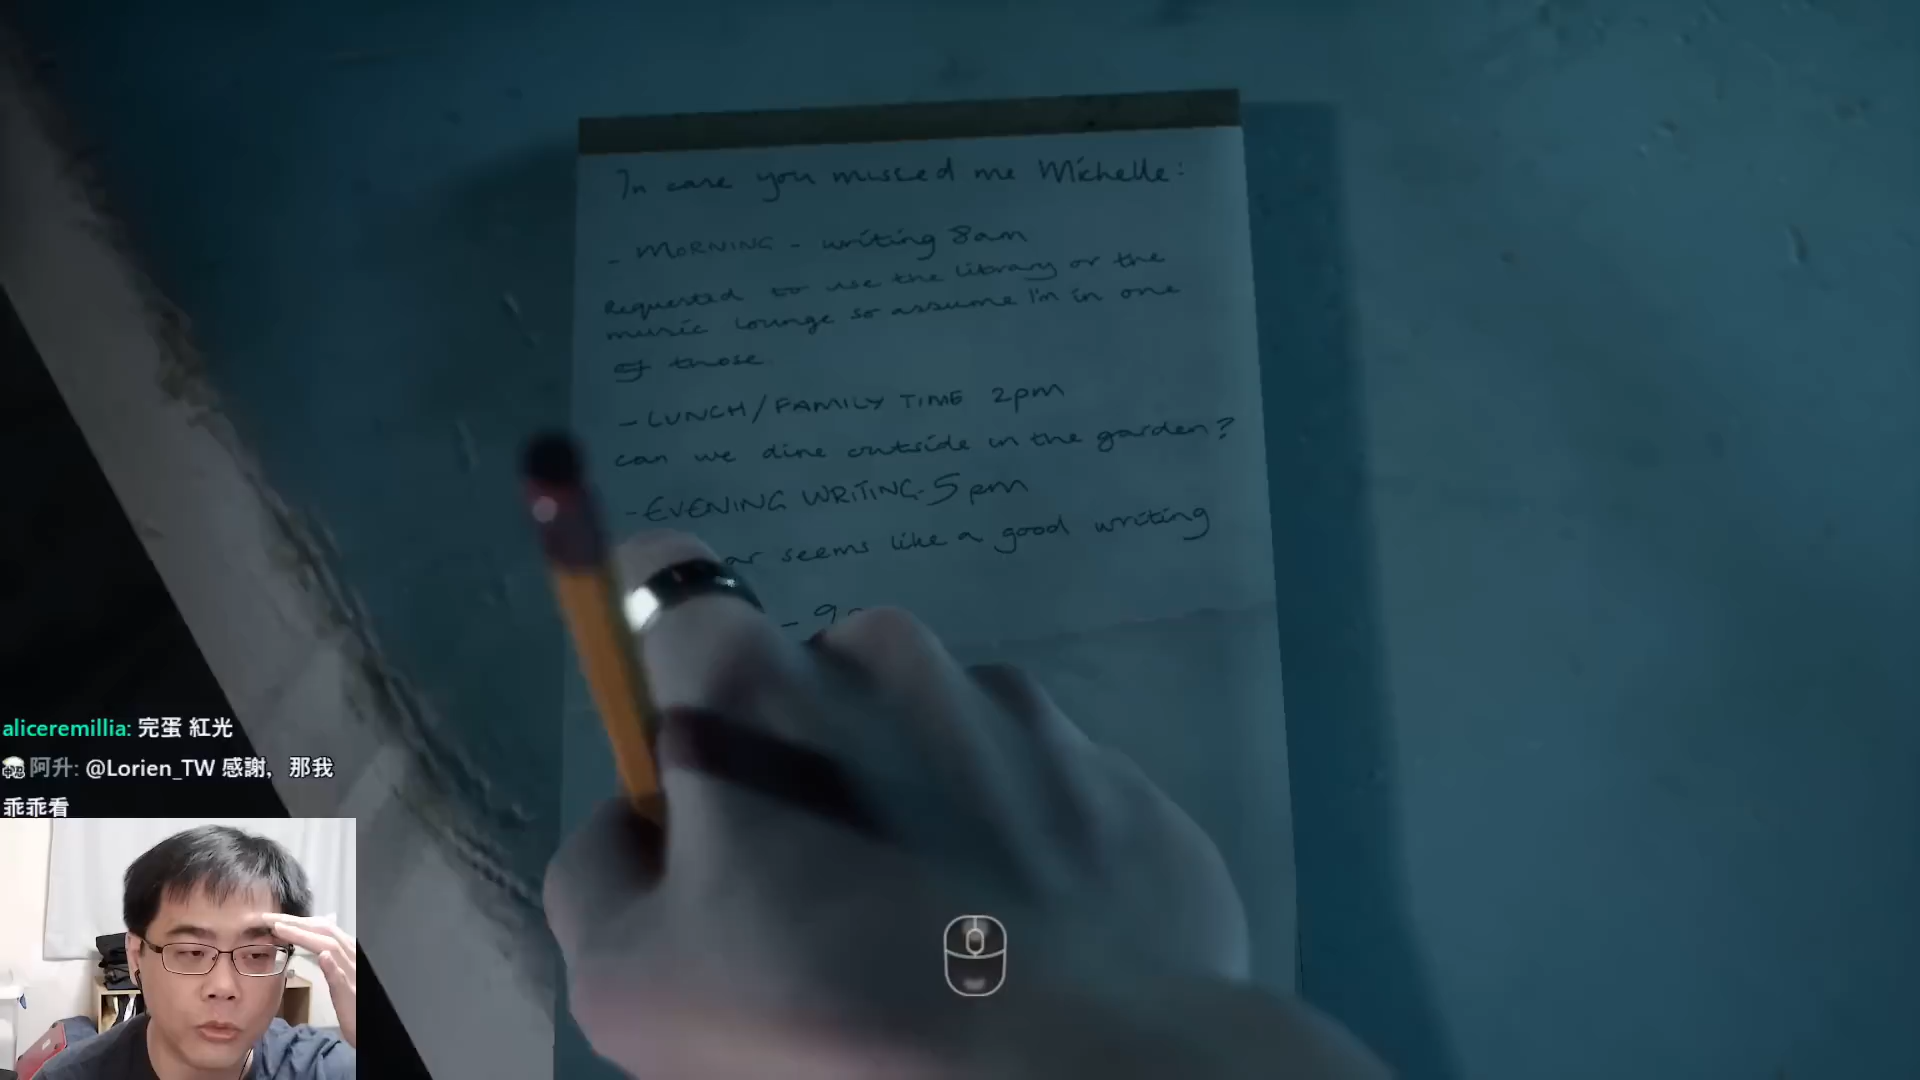 In case you missed me Michelle:
- MORNING - writing 8am
Requested to use the library or the
music lounge so assume I'm in one
of those
- LUNCH/FAMILY TIME 2pm
can we dine outside in the garden?
- EVENING WRITING - 5pm
seems like a good writing
aliceremillia: 完蛋 紅光
阿升: @Lorien_TW 感謝，那我
乖乖看